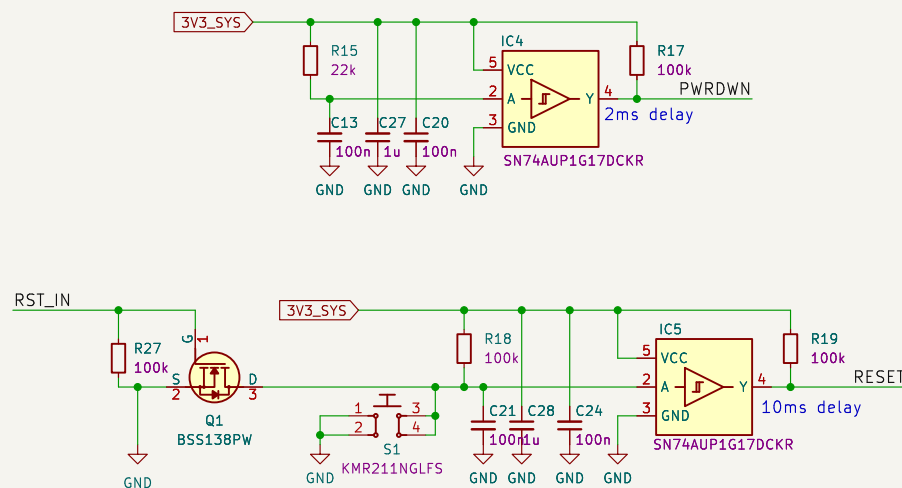 3V3_SYS
R15
22k
C13
100n
C27
1u
C20
100n
GND
GND
GND
GND
IC4
5
VCC
2
A
Y
4
3
GND
SN74AUP1G17DCKR
R17
100k
PWRDWN
2ms delay
RST_IN
R27
100k
G
1
S
2
D
3
Q1
BSS138PW
GND
3V3_SYS
R18
100k
1
3
2
4
S1
KMR211NGLFS
GND
C21
100n
C28
1u
C24
100n
GND
GND
GND
GND
IC5
5
VCC
2
A
Y
4
3
GND
SN74AUP1G17DCKR
R19
100k
RESET
10ms delay